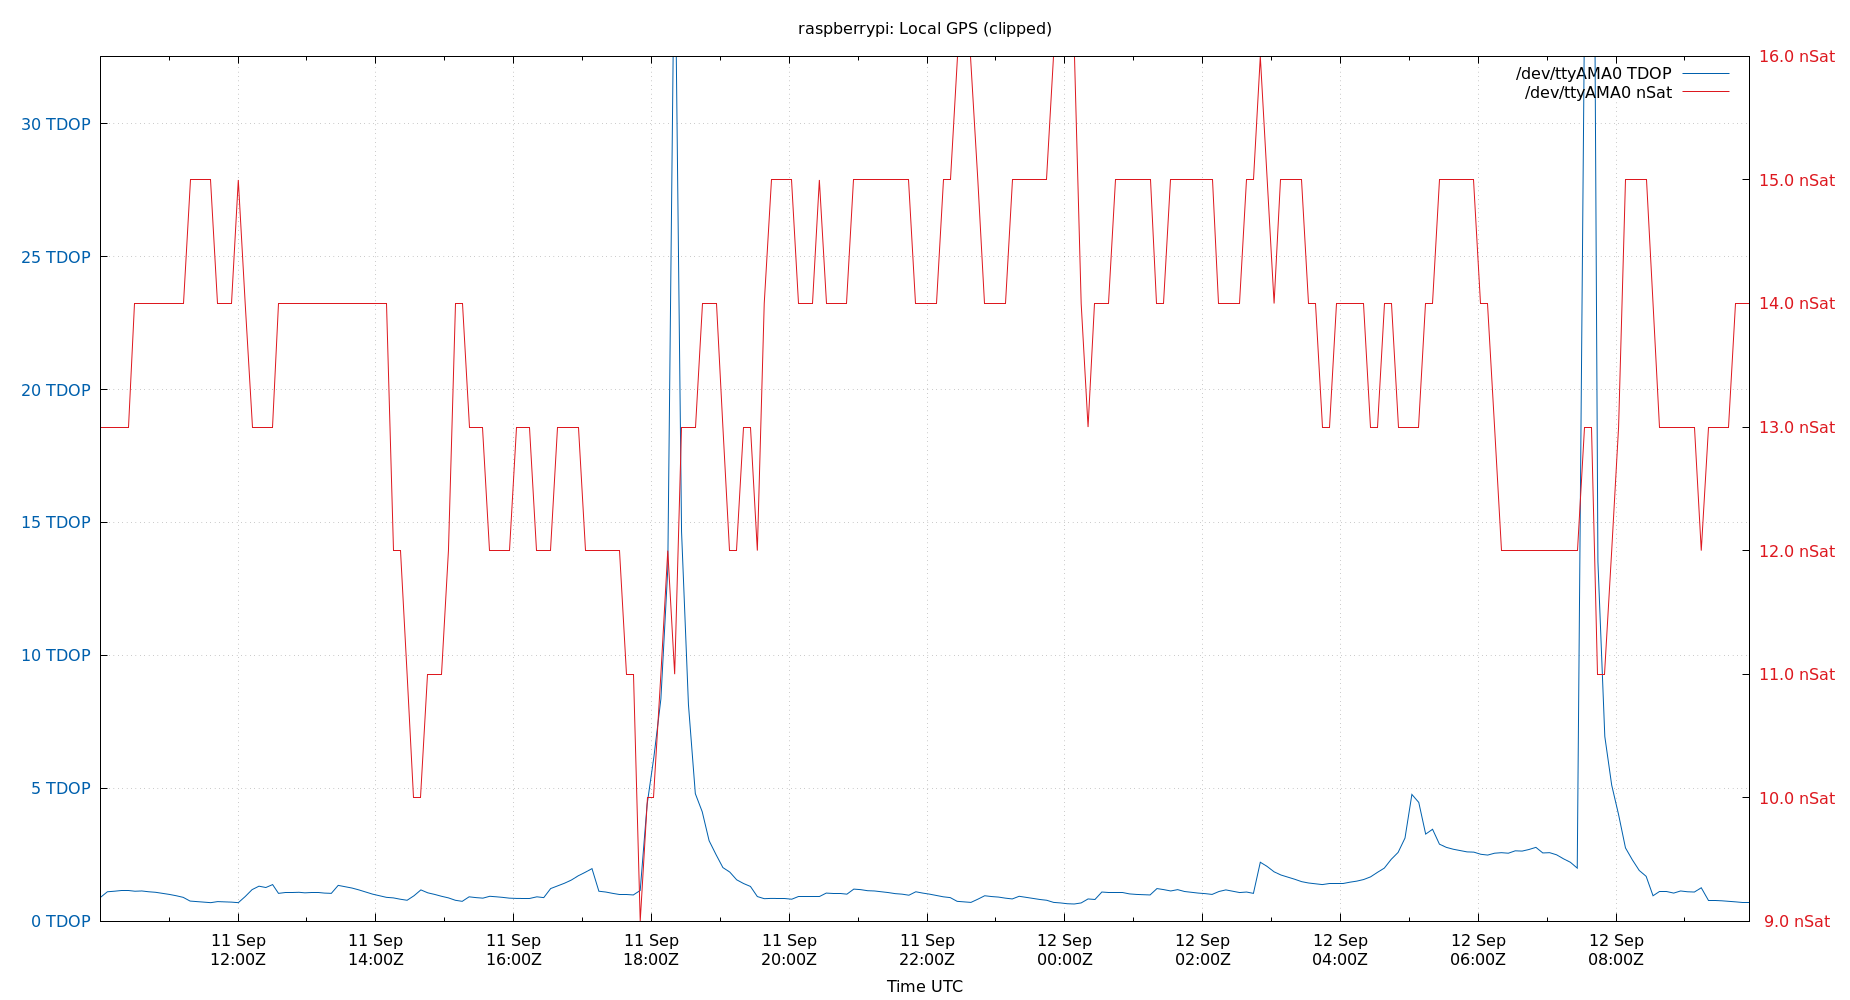 raspberrypi: Local GPS (clipped)
16.0 nSat
/dev/ttyAMA0 TDOP
/dev/ttyAMA0 nSat
30 TDOP
15.0 nSat
25 TDOP
14.0 nSat
20 TDOP
13.0 nSat
15 TDOP
12.0 nSat
10 TDOP
11.0 nSat
5 TDOP
10.0 nSat
0 TDOP
9.0 nSat
11 Sep 11 Sep 11 Sep 11 Sep 11 Sep 11 Sep 12 Sep 12 Sep 12 Sep 12 Sep 12 Sep
12:00Z 14:00Z 16:00Z 18:00Z 20:00Z 22:00Z 00:00Z 02:00Z 04:00Z 06:00Z 08:00Z
Time UTC